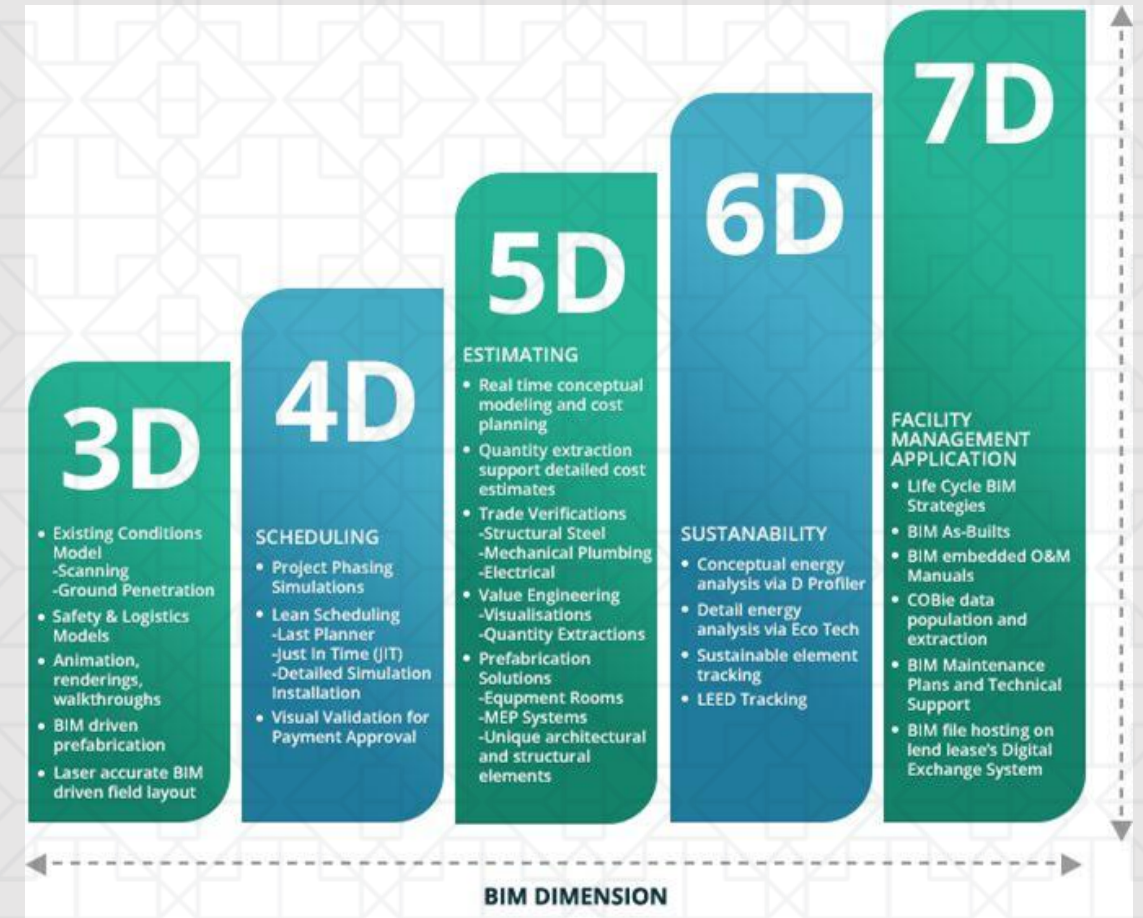 3D
• Existing Conditions
Model
-Scanning
-Ground Penetration
• Safety & Logistics
Models
• Animation,
renderings,
walkthroughs
• BIM driven
prefabrication
• Laser accurate BIM
driven field layout
4D
SCHEDULING
• Project Phasing
Simulations
• Lean Scheduling
-Last Planner
-Just In Time (JIT)
-Detailed Simulation
Installation
• Visual Validation for
Payment Approval
5D
ESTIMATING
• Real time conceptual
modeling and cost
planning
• Quantity extraction
support detailed cost
estimates
• Trade Verifications
-Structural Steel
-Mechanical Plumbing
-Electrical
• Value Engineering
-Visualisations
-Quantity Extractions
• Prefabrication
Solutions
-Equpment Rooms
-MEP Systems
-Unique architectural
and structural
elements
6D
SUSTANABILITY
• Conceptual energy
analysis via D Profiler
• Detail energy
analysis via Eco Tech
• Sustainable element
tracking
• LEED Tracking
7D
FACILITY
MANAGEMENT
APPLICATION
• LIfe Cycle BIM
Strategies
• BIM As-Builts
• BIM embedded O&M
Manuals
• COBie data
population and
extraction
• BIM Maintenance
Plans and Technical
Support
• BIM file hosting on
lend lease's Digital
Exchange System
BIM DIMENSION